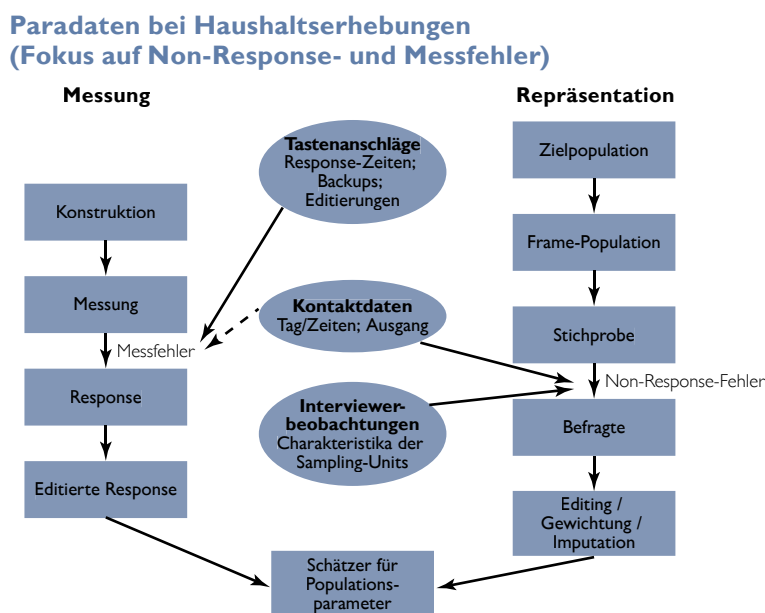 Paradaten bei Haushaltserhebungen
(Fokus auf Non-Response- und Messfehler)
Messung
Repräsentation
Tastenanschläge
Response-Zeiten;
Backups;
Editierungen
Zielpopulation
Konstruktion
Frame-Population
Messung
Kontaktdaten
Tag/Zeiten; Ausgang
Stichprobe
Messfehler
Non-Response-Fehler
Response
Interviewer-
beobachtungen
Charakteristika der
Sampling-Units
Befragte
Editierte Response
Editing /
Gewichtung /
Imputation
Schätzer für
Populations-
parameter